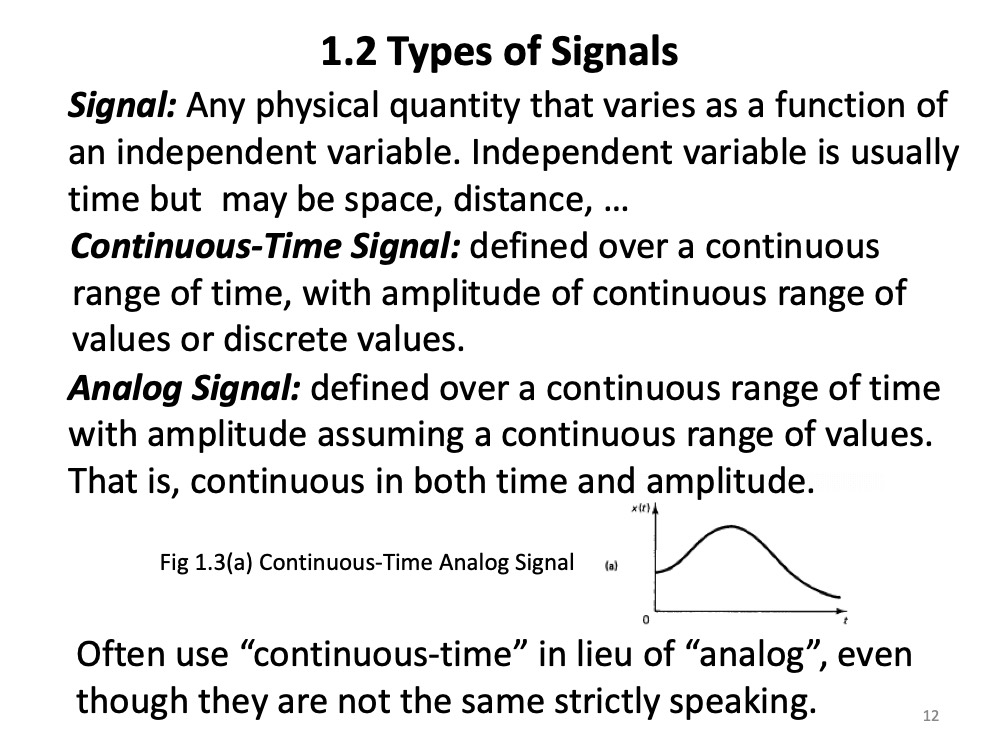 1.2 Types of Signals
Signal: Any physical quantity that varies as a function of
an independent variable. Independent variable is usually
time but  may be space, distance, …
Continuous-Time Signal: defined over a continuous
range of time, with amplitude of continuous range of
values or discrete values.
Analog Signal: defined over a continuous range of time
with amplitude assuming a continuous range of values.
That is, continuous in both time and amplitude.
x(t)
Fig 1.3(a) Continuous-Time Analog Signal
(a)
0
t
Often use “continuous-time” in lieu of “analog”, even
though they are not the same strictly speaking.
12